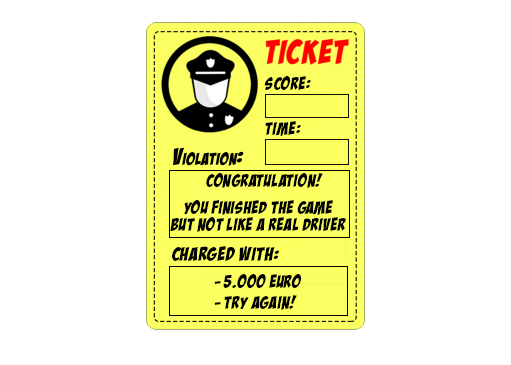 TICKET
SCORE:
TIME:
VIOLATION:
CONGRATULATION!
YOU FINISHED THE GAME
BUT NOT LIKE A REAL DRIVER
CHARGED WITH:
- 5.000 EURO
- TRY AGAIN!